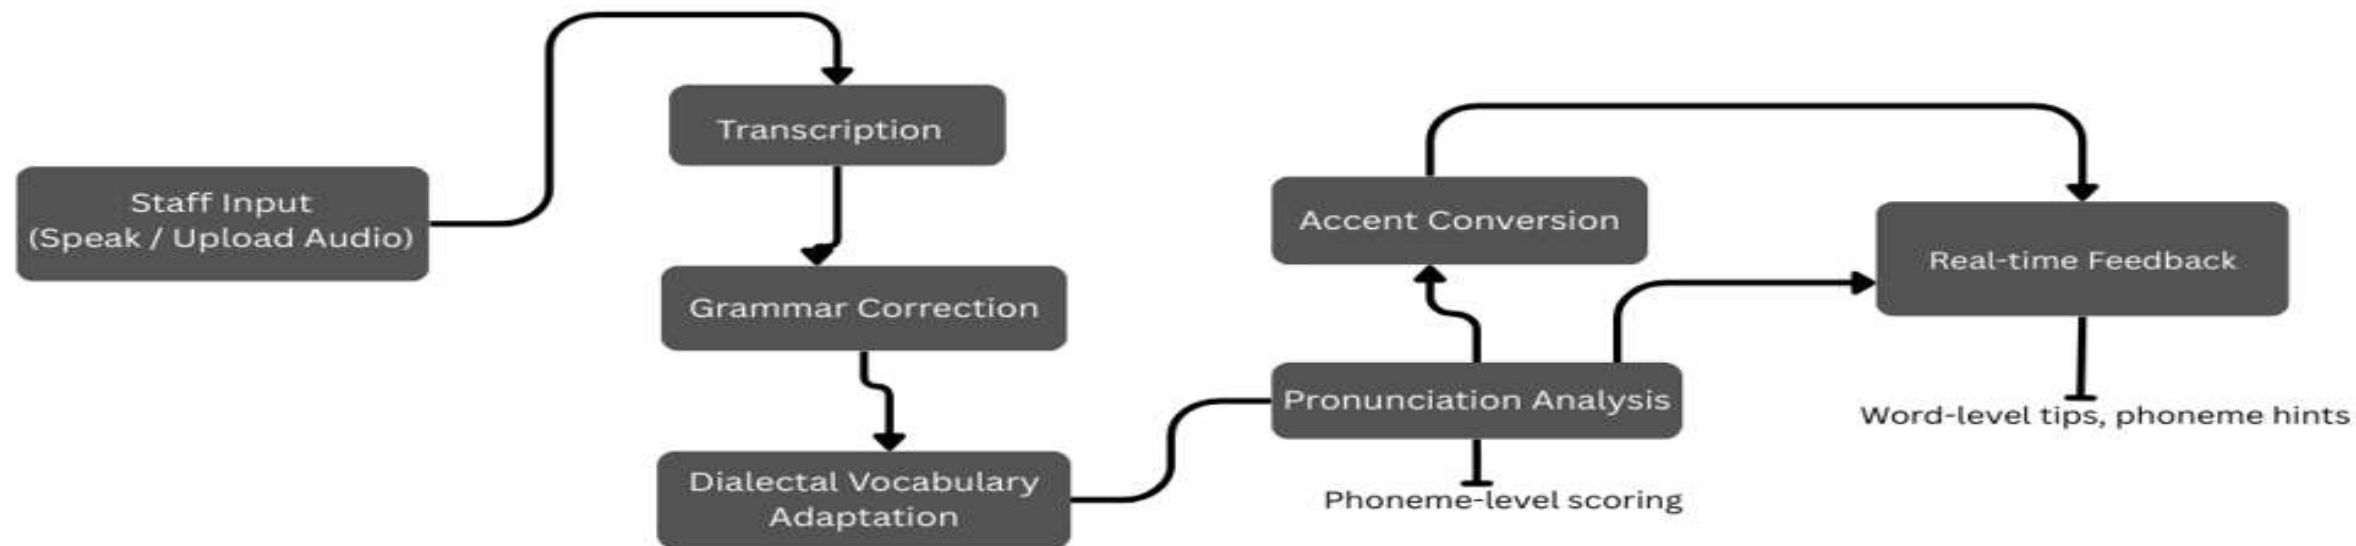 Staff Input
(Speak / Upload Audio)
Transcription
Grammar Correction
Dialectal Vocabulary
Adaptation
Pronunciation Analysis
Phoneme-level scoring
Accent Conversion
Real-time Feedback
Word-level tips, phoneme hints